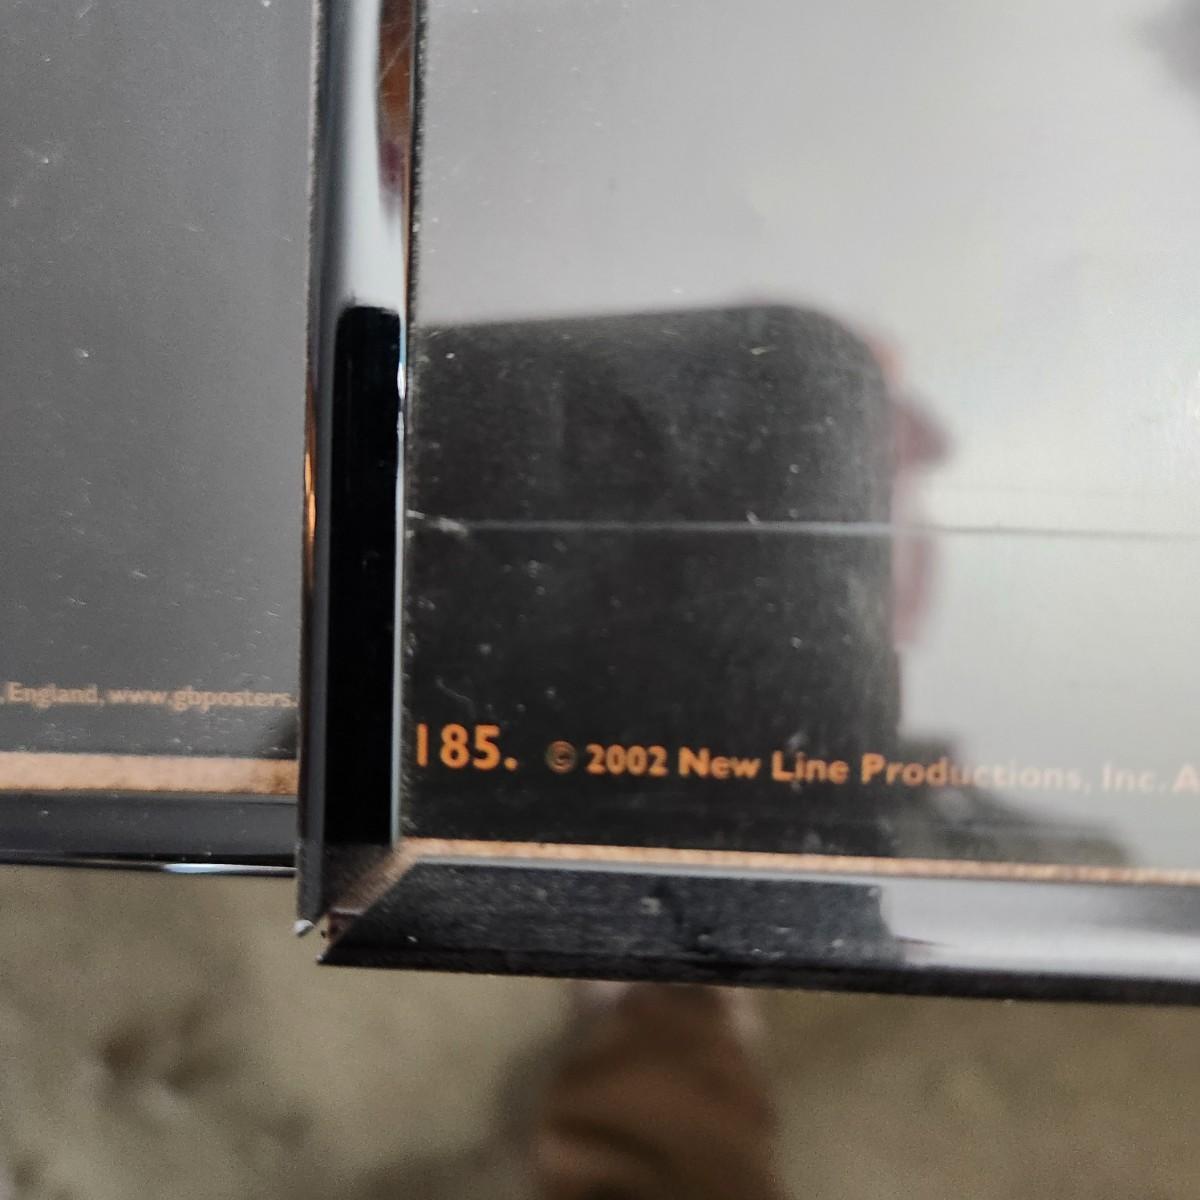 . England, www.gbposters.
185. © 2002 New Line Productions, Inc. A